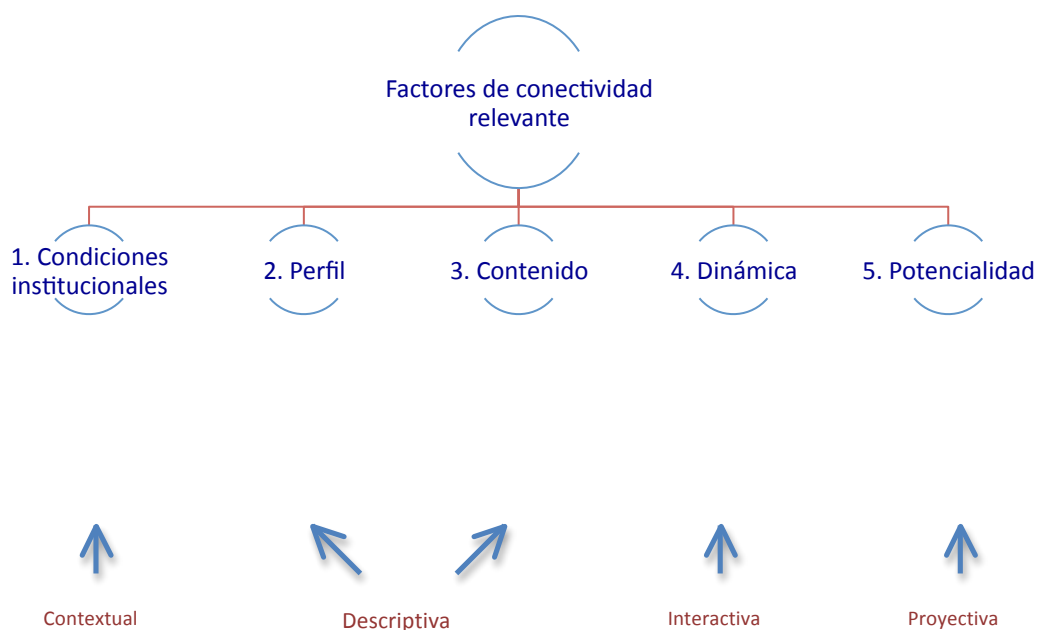 Factores de conectividad
relevante
1. Condiciones
institucionales
2. Perfil
3. Contenido
4. Dinámica
5. Potencialidad
Contextual
Descriptiva
Interactiva
Proyectiva